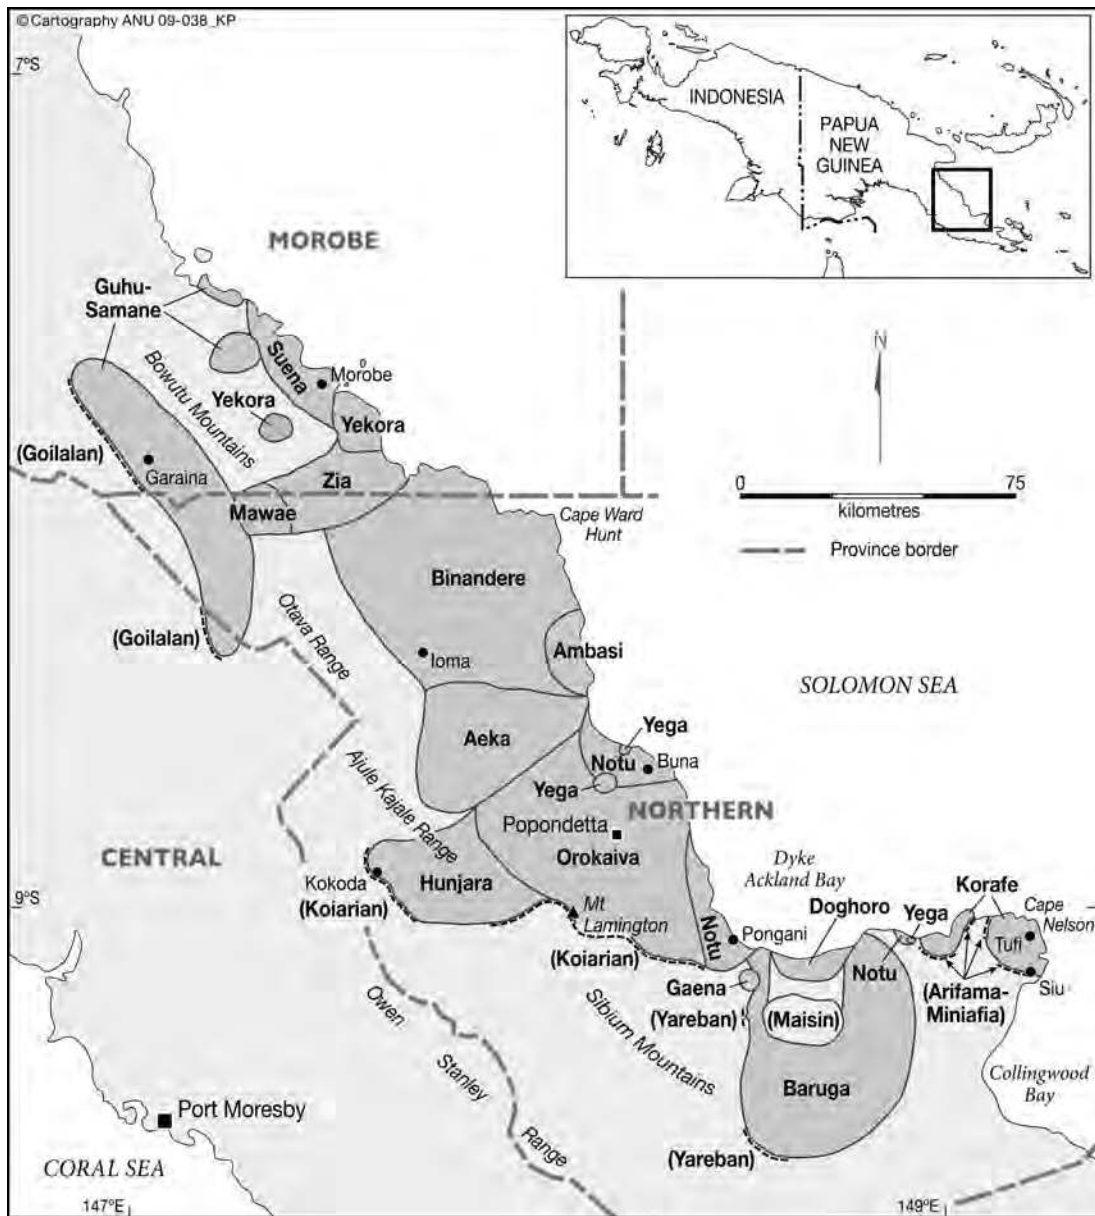 ©Cartography ANU 09-038_KP
7°S
INDONESIA
PAPUA
NEW
GUINEA
MOROBE
Guhu-
Samane
Suena
Morobe
Bowutu Mountains
Yekora
Yekora
(Goilalan)
Garaina
Zia
Mawae
N
0
75
kilometres
Province border
Cape Ward
Hunt
Binandere
(Goilalan)
Otava Range
Ioma
Ambasi
SOLOMON SEA
Aeka
Yega
Notu
Buna
Yega
Ajule Kajale Range
NORTHERN
Popondetta
Orokaiva
CENTRAL
Kokoda
(Koiarian)
Hunjara
Mt
Lamington
Dyke
Ackland Bay
9°S
Korafe
Cape
Nelson
Doghoro
Yega
Notu
Pongani
Tufi
(Koiarian)
Notu
Gaena
Siu
(Arifama-
Miniafia)
(Yareban)
(Maisin)
Owen
Stanley
Range
Sibium Mountains
Baruga
Collingwood
Bay
Port Moresby
(Yareban)
CORAL SEA
147°E
149°E